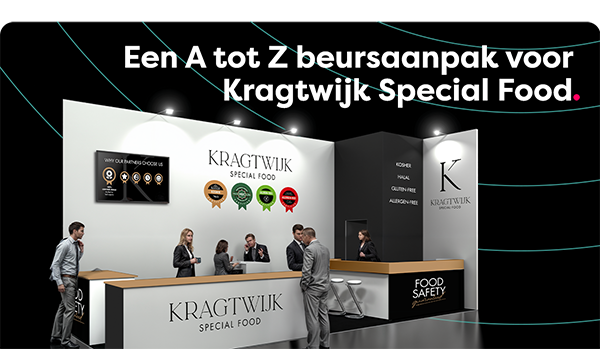 Een A tot Z beursaanpak voor
Kragtwijk Special Food.
WHY OUR PARTNERS CHOOSE US
KRAGTWIJK
SPECIAL FOOD
KOSHER
HALAL
GLUTEN-FREE
ALLERGEN-FREE
K
KRAGTWIJK
SPECIAL FOOD
FOOD
SAFETY
KRAGTWIJK
SPECIAL FOOD